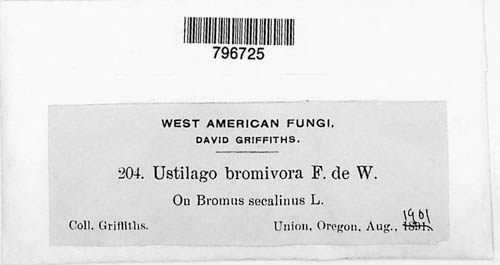 796725
WEST AMERICAN FUNGI.
DAVID GRIFFITHS.
204. Ustilago bromivora F. de W.
On Bromus secalinus L.
1901
Coll. Griffiths. Union, Oregon, Aug., 1891.